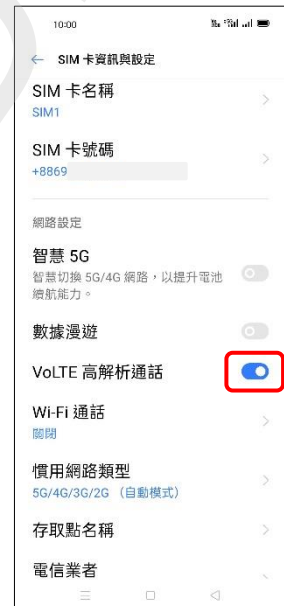 10:00
SIM 卡資訊與設定
SIM 卡名稱
SIM1
SIM 卡號碼
+8869
網路設定
智慧 5G
智慧切換 5G/4G 網路，以提升電池
續航能力。
數據漫遊
VoLTE 高解析通話
Wi-Fi 通話
關閉
慣用網路類型
5G/4G/3G/2G （自動模式）
存取點名稱
電信業者